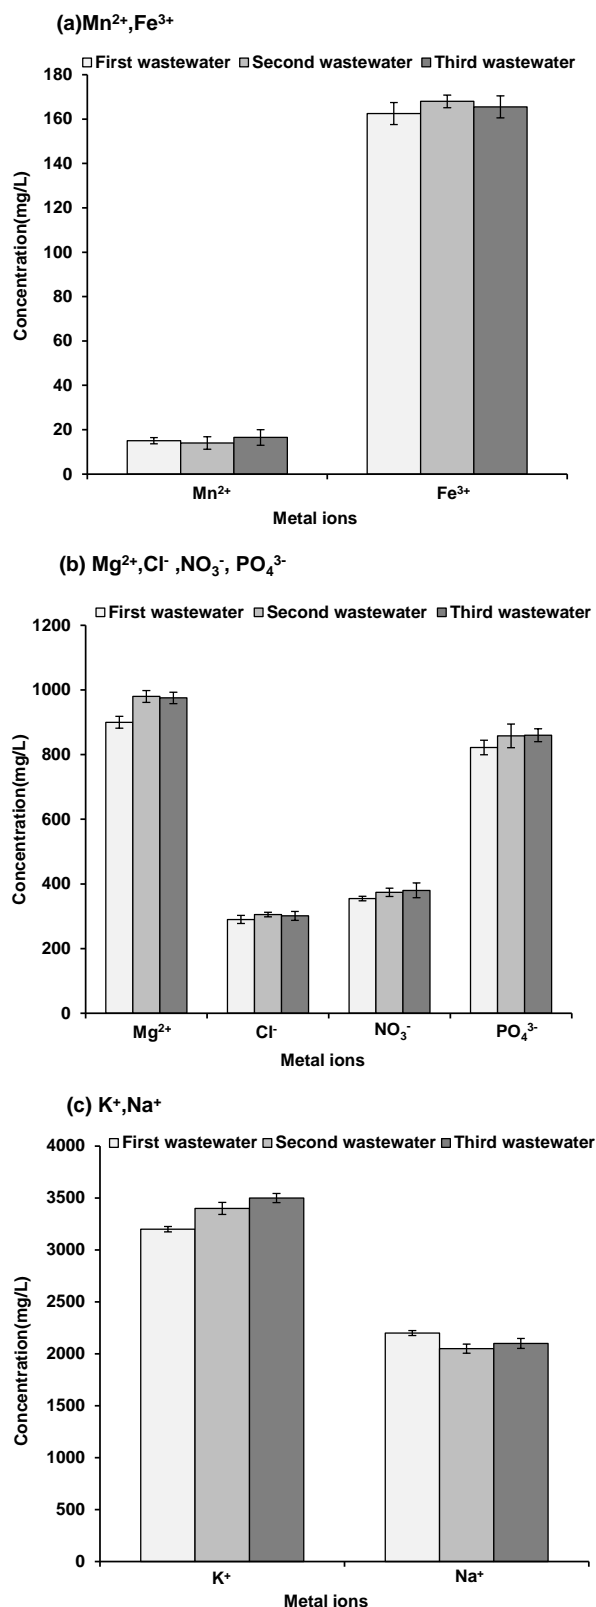 (a)Mn²⁺,Fe³⁺
First wastewater Second wastewater Third wastewater
180
160
140
120
100
80
60
40
20
0
Concentration(mg/L)
Mn²⁺ Fe³⁺
Metal ions
(b) Mg²⁺,Cl⁻ ,NO₃⁻, PO₄³⁻
First wastewater Second wastewater Third wastewater
1200
1000
800
600
400
200
0
Concentration(mg/L)
Mg²⁺ Cl⁻ NO₃⁻ PO₄³⁻
Metal ions
(c) K⁺,Na⁺
First wastewater Second wastewater Third wastewater
4000
3500
3000
2500
2000
1500
1000
500
0
Concentration(mg/L)
K⁺ Na⁺
Metal ions